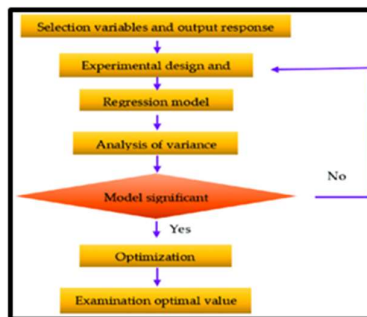 Selection variables and output response
Experimental design and
Regression model
Analysis of variance
Model significant
No
Yes
Optimization
Examination optimal value